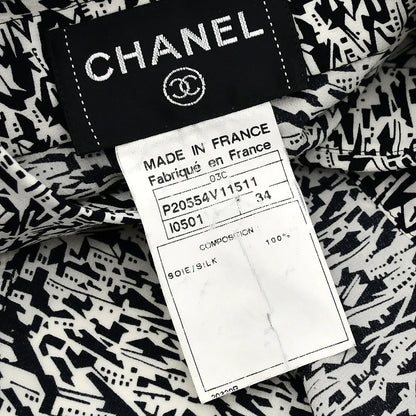 CHANEL
MADE IN FRANCE
Fabriqué en France
03C
P20554V11511
I0501 34
COMPOSITION
100%
SOIE/SILK